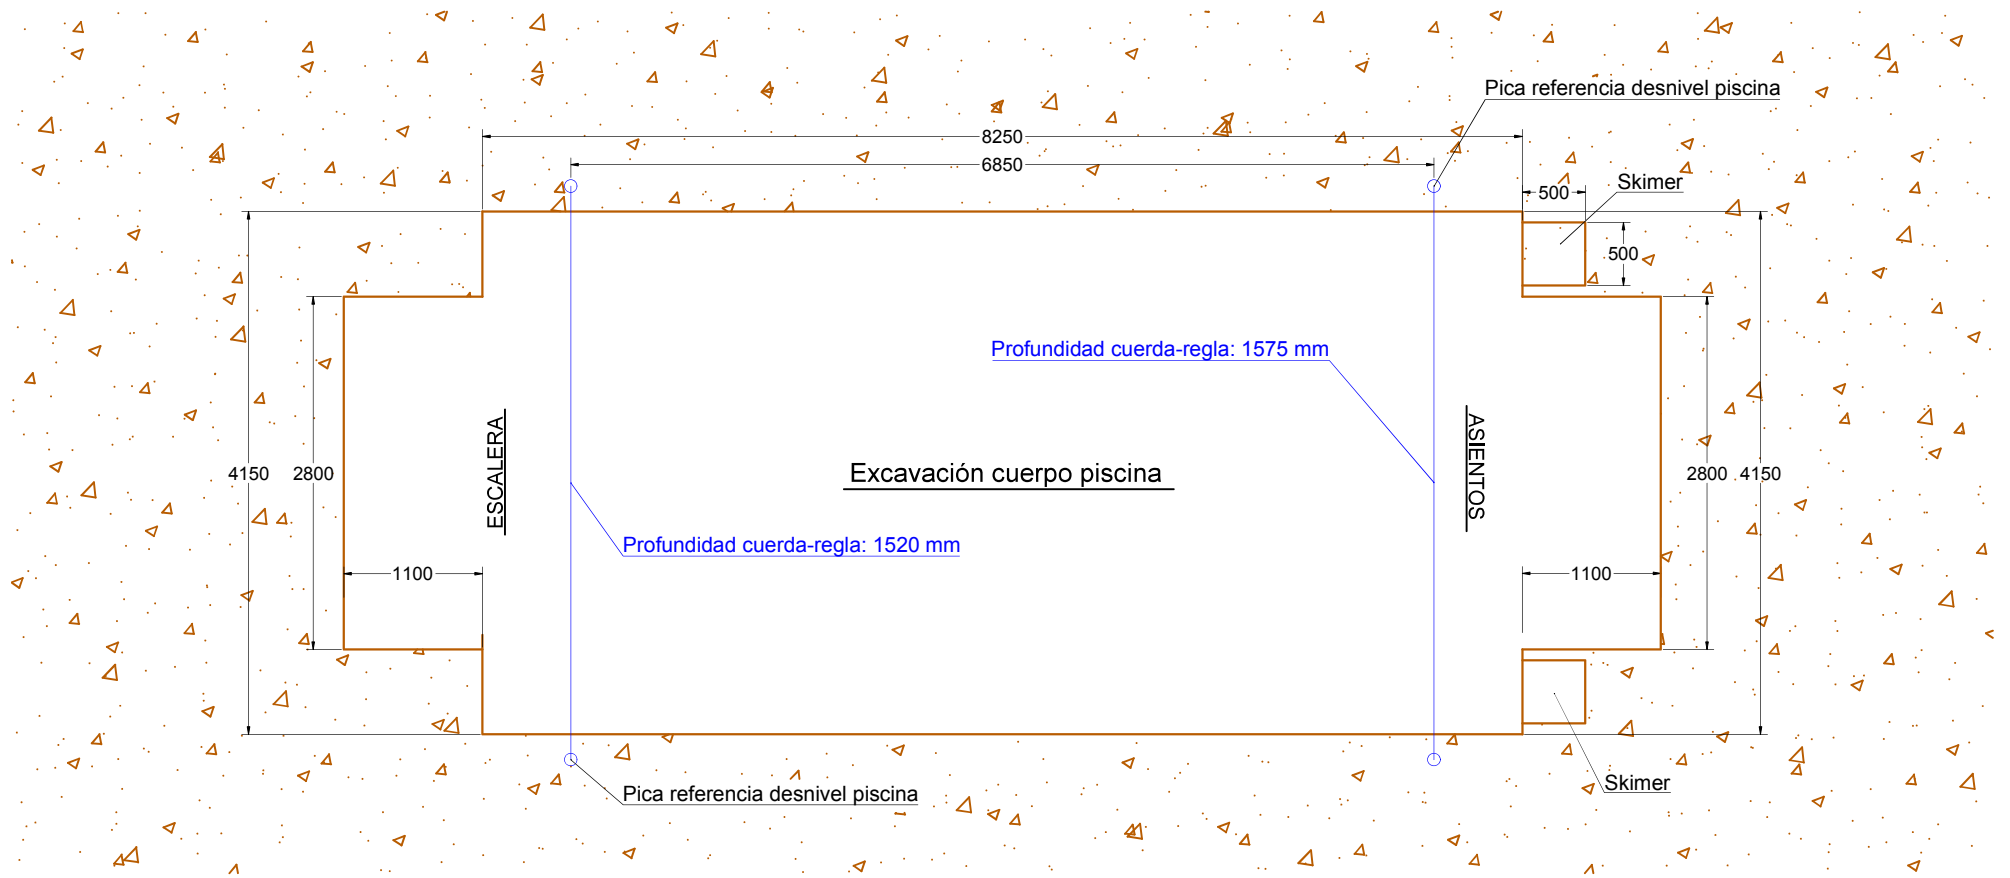 Pica referencia desnivel piscina
8250
6850
Skimer
500
500
Profundidad cuerda-regla: 1575 mm
ESCALERA
ASIENTOS
4150
2800
Excavación cuerpo piscina
2800
4150
Profundidad cuerda-regla: 1520 mm
1100
1100
Pica referencia desnivel piscina
Skimer